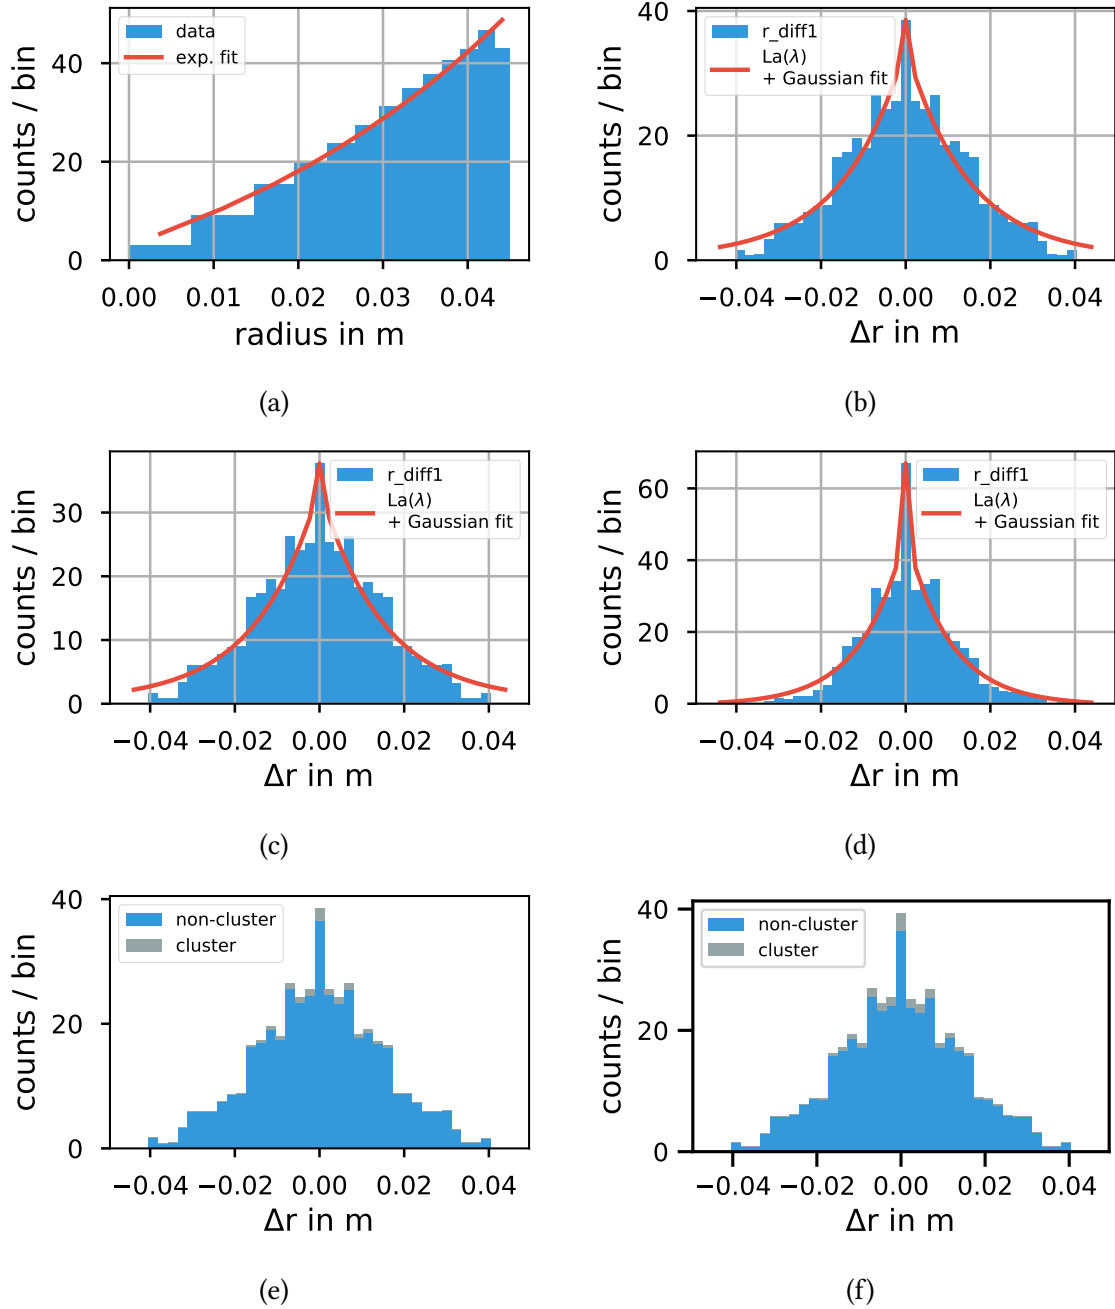 counts / bin
40
20
0
data
exp. fit
0.00 0.01 0.02 0.03 0.04
radius in m
(a)
counts / bin
40
20
0
r_diff1
La(λ)
+ Gaussian fit
−0.04 −0.02 0.00 0.02 0.04
Δr in m
(b)
counts / bin
30
20
10
0
r_diff1
La(λ)
+ Gaussian fit
−0.04 −0.02 0.00 0.02 0.04
Δr in m
(c)
counts / bin
60
40
20
0
r_diff1
La(λ)
+ Gaussian fit
−0.04 −0.02 0.00 0.02 0.04
Δr in m
(d)
counts / bin
40
20
0
non-cluster
cluster
−0.04 −0.02 0.00 0.02 0.04
Δr in m
(e)
counts / bin
40
20
0
non-cluster
cluster
−0.04 −0.02 0.00 0.02 0.04
Δr in m
(f)